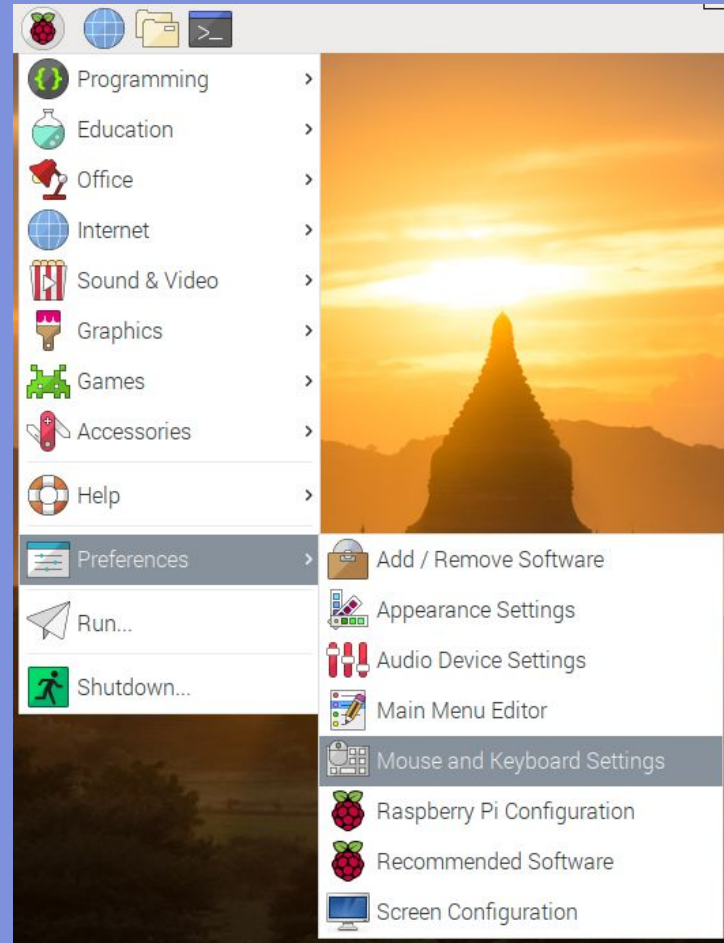 >_
Programming
Education
Office
Internet
Sound & Video
Graphics
Games
Accessories
Help
Preferences
Run...
Shutdown...
Add / Remove Software
Appearance Settings
Audio Device Settings
Main Menu Editor
Mouse and Keyboard Settings
Raspberry Pi Configuration
Recommended Software
Screen Configuration